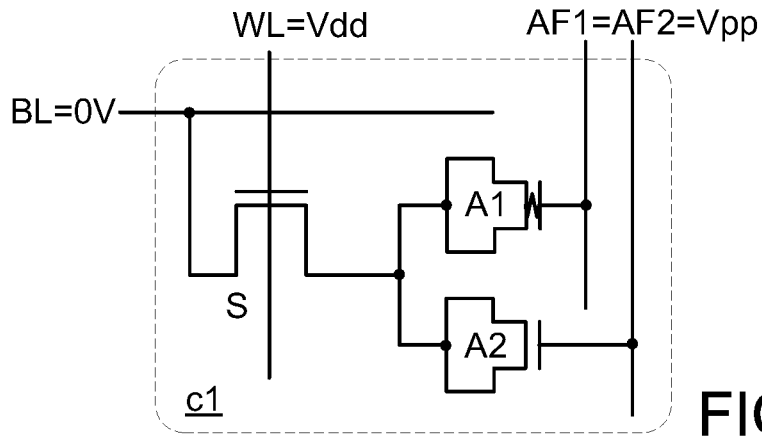 WL=Vdd
AF1=AF2=Vpp
BL=0V
A1
S
A2
c1